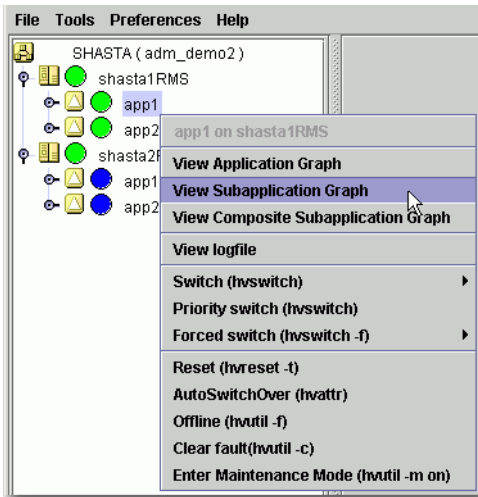 File Tools Preferences Help
SHASTA ( adm_demo2 )
shasta1RMS
app1
app2
app1 on shasta1RMS
View Application Graph
View Subapplication Graph
View Composite Subapplication Graph
View logfile
Switch (hvswitch)
Priority switch (hvswitch)
Forced switch (hvswitch -f)
Reset (hvreset -t)
AutoSwitchOver (hvattr)
Offline (hvutil -f)
Clear fault(hvutil -c)
Enter Maintenance Mode (hvutil -m on)
app1
app2